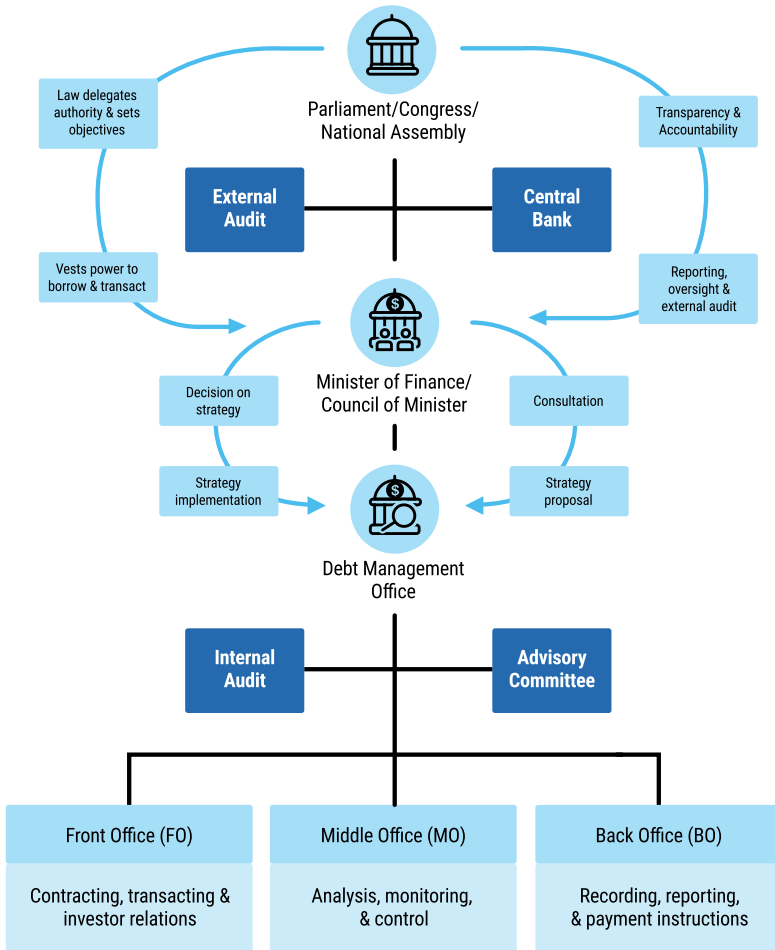 Parliament/Congress/
National Assembly
Law delegates
authority & sets
objectives
Transparency &
Accountability
External
Audit
Central
Bank
Vests power to
borrow & transact
Reporting,
oversight &
external audit
$
Minister of Finance/
Council of Minister
Decision on
strategy
Consultation
Strategy
implementation
Strategy
proposal
$
Debt Management
Office
Internal
Audit
Advisory
Committee
Front Office (FO)
Contracting, transacting &
investor relations
Middle Office (MO)
Analysis, monitoring,
& control
Back Office (BO)
Recording, reporting,
& payment instructions